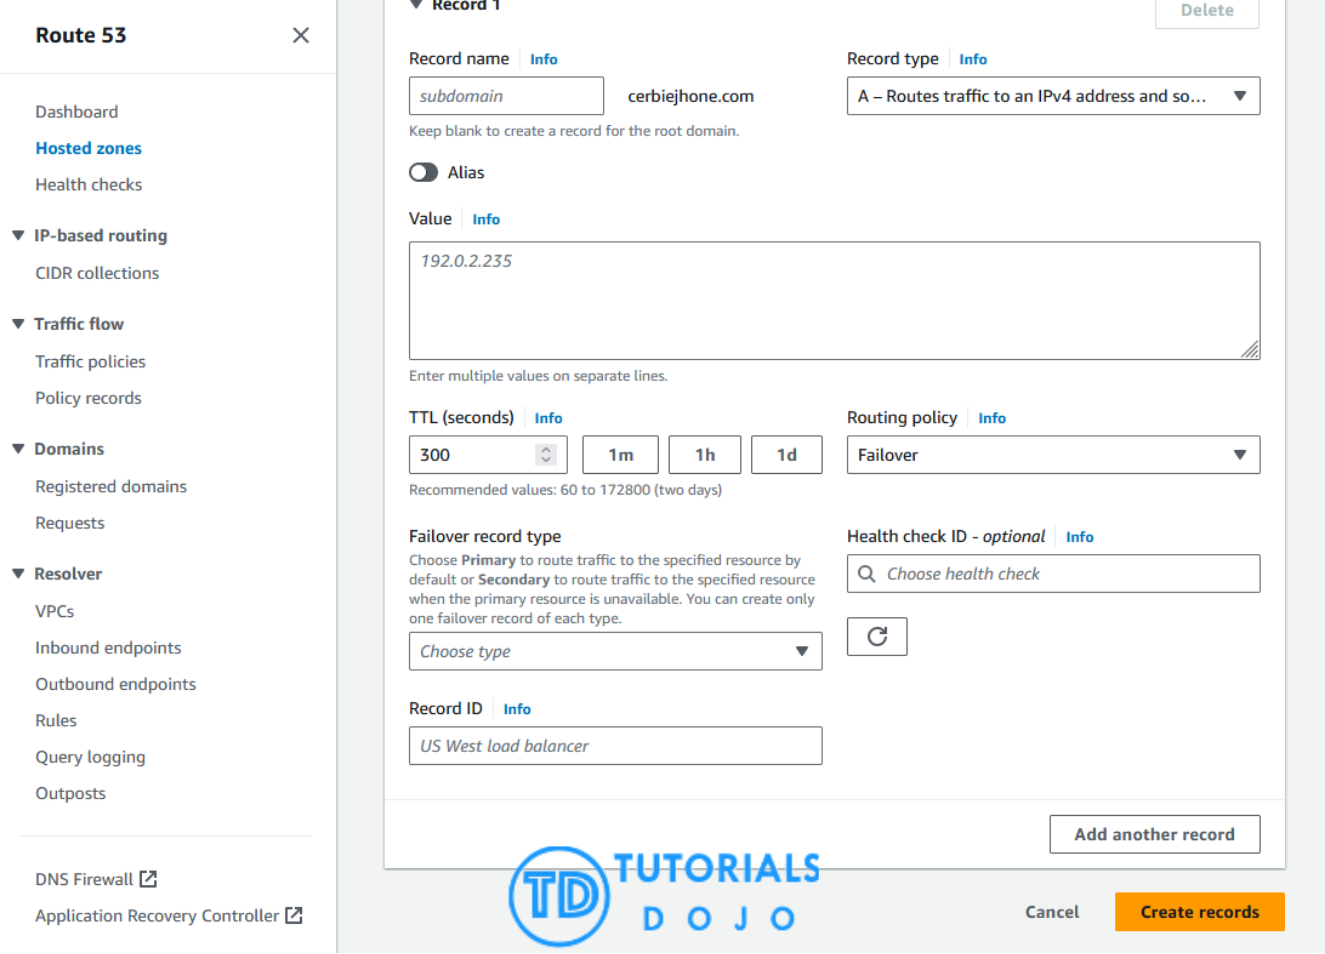 Route 53
Dashboard
Hosted zones
Health checks
IP-based routing
CIDR collections
Traffic flow
Traffic policies
Policy records
Domains
Registered domains
Requests
Resolver
VPCs
Inbound endpoints
Outbound endpoints
Rules
Query logging
Outposts
DNS Firewall
Application Recovery Controller
Record 1
Delete
Record name Info
subdomain cerbiejhone.com
Keep blank to create a record for the root domain.
Record type Info
A – Routes traffic to an IPv4 address and so...
Alias
Value Info
192.0.2.235
Enter multiple values on separate lines.
TTL (seconds) Info
300 1m 1h 1d
Recommended values: 60 to 172800 (two days)
Routing policy Info
Failover
Failover record type
Choose Primary to route traffic to the specified resource by
default or Secondary to route traffic to the specified resource
when the primary resource is unavailable. You can create only
one failover record of each type.
Choose type
Health check ID - optional Info
Choose health check
Record ID Info
US West load balancer
Add another record
TD TUTORIALS
DOJO
Cancel
Create records